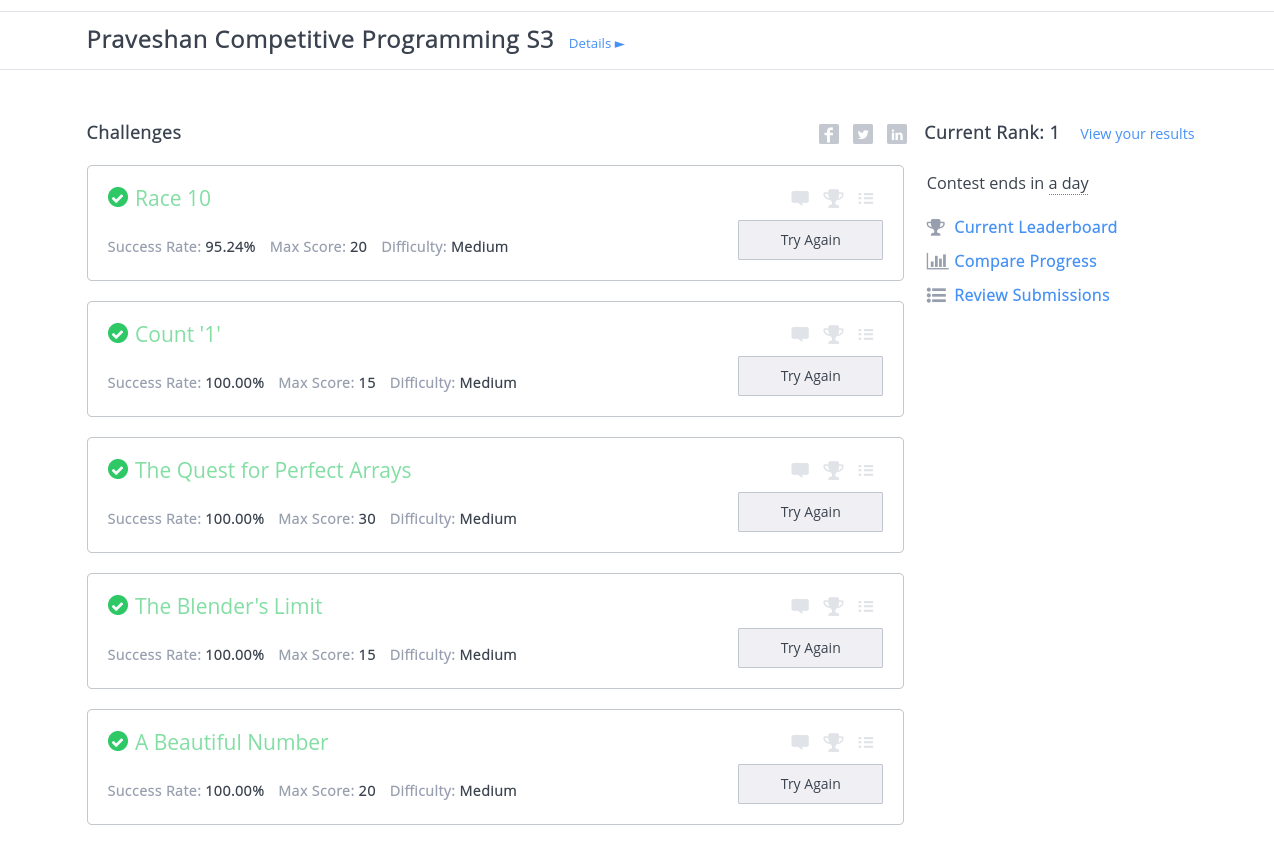 Praveshan Competitive Programming S3 Details ►
Challenges
Race 10
Success Rate: 95.24% Max Score: 20 Difficulty: Medium
Try Again
Count '1'
Success Rate: 100.00% Max Score: 15 Difficulty: Medium
Try Again
The Quest for Perfect Arrays
Success Rate: 100.00% Max Score: 30 Difficulty: Medium
Try Again
The Blender's Limit
Success Rate: 100.00% Max Score: 15 Difficulty: Medium
Try Again
A Beautiful Number
Success Rate: 100.00% Max Score: 20 Difficulty: Medium
Try Again
Current Rank: 1 View your results
Contest ends in a day
Current Leaderboard
Compare Progress
Review Submissions